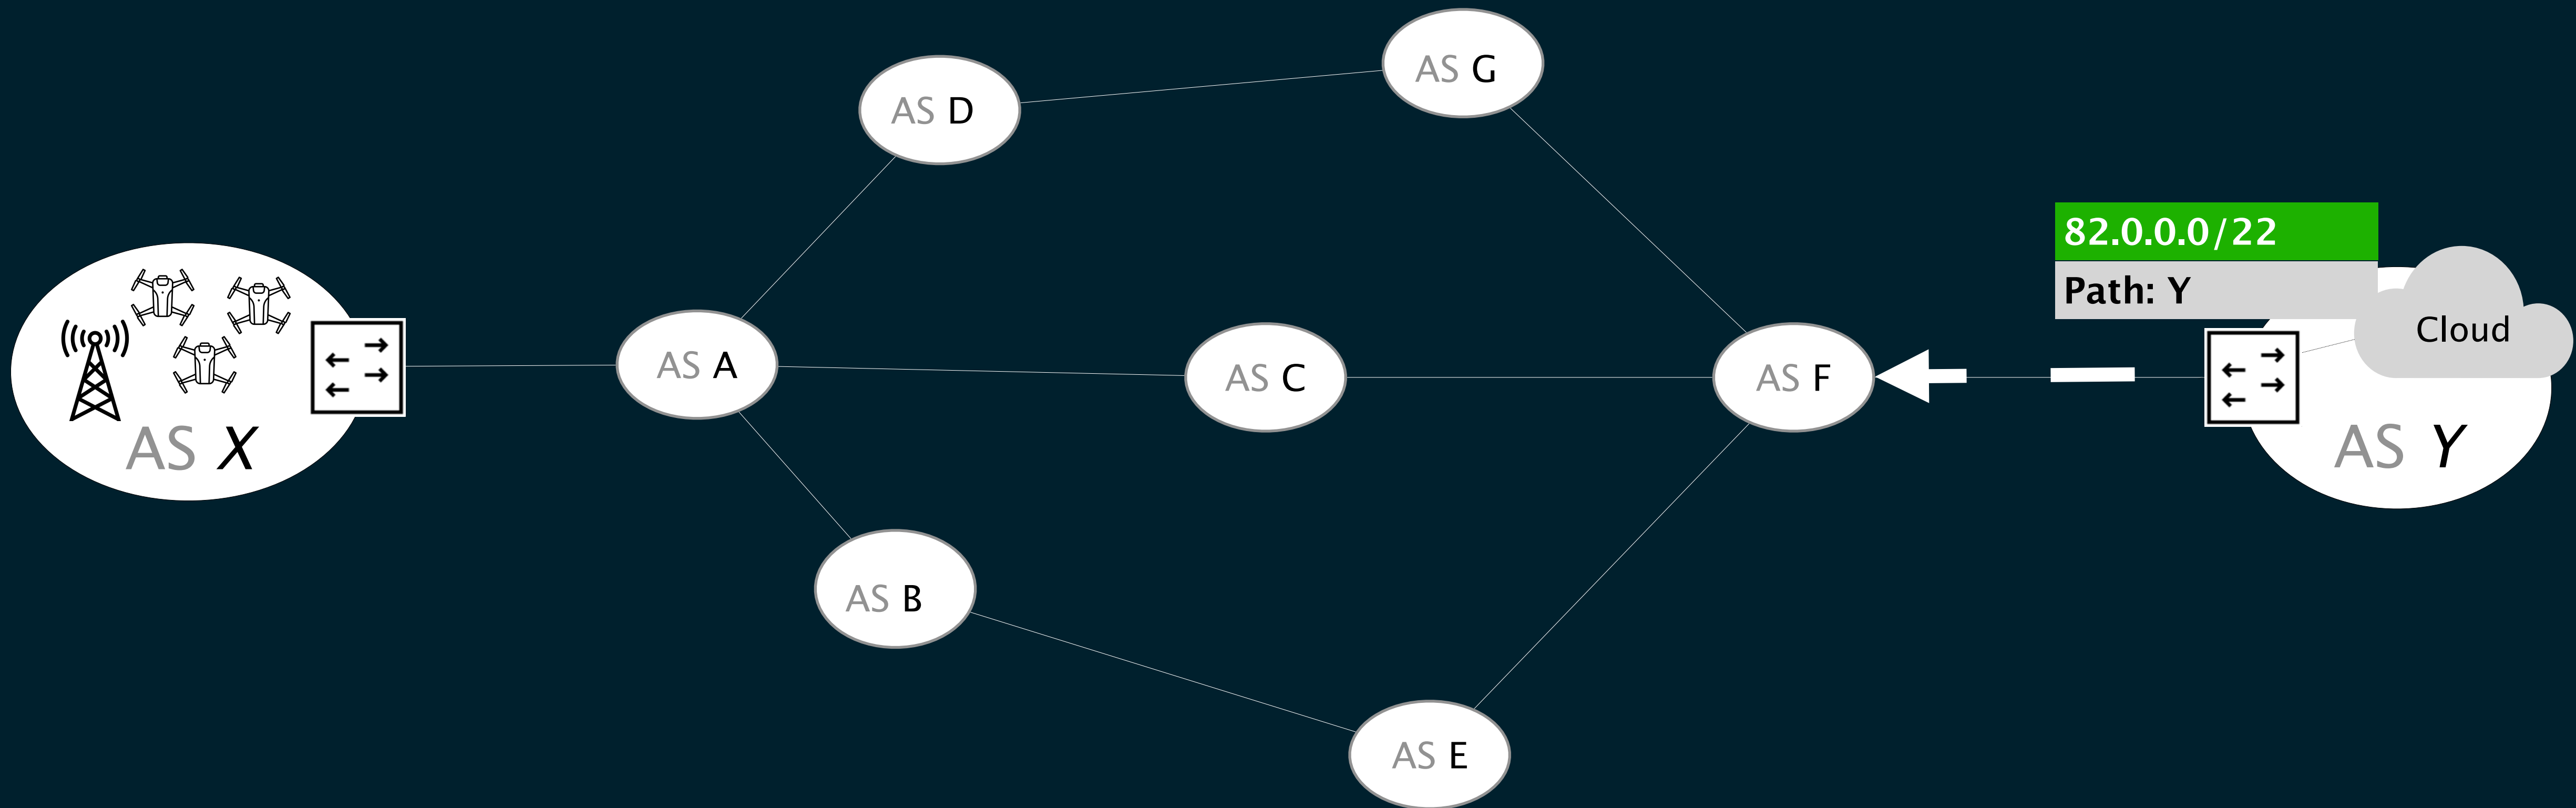 AS G
AS D
82.0.0.0/22
Path: Y
Cloud
AS A
AS C
AS F
AS X
AS Y
AS B
AS E